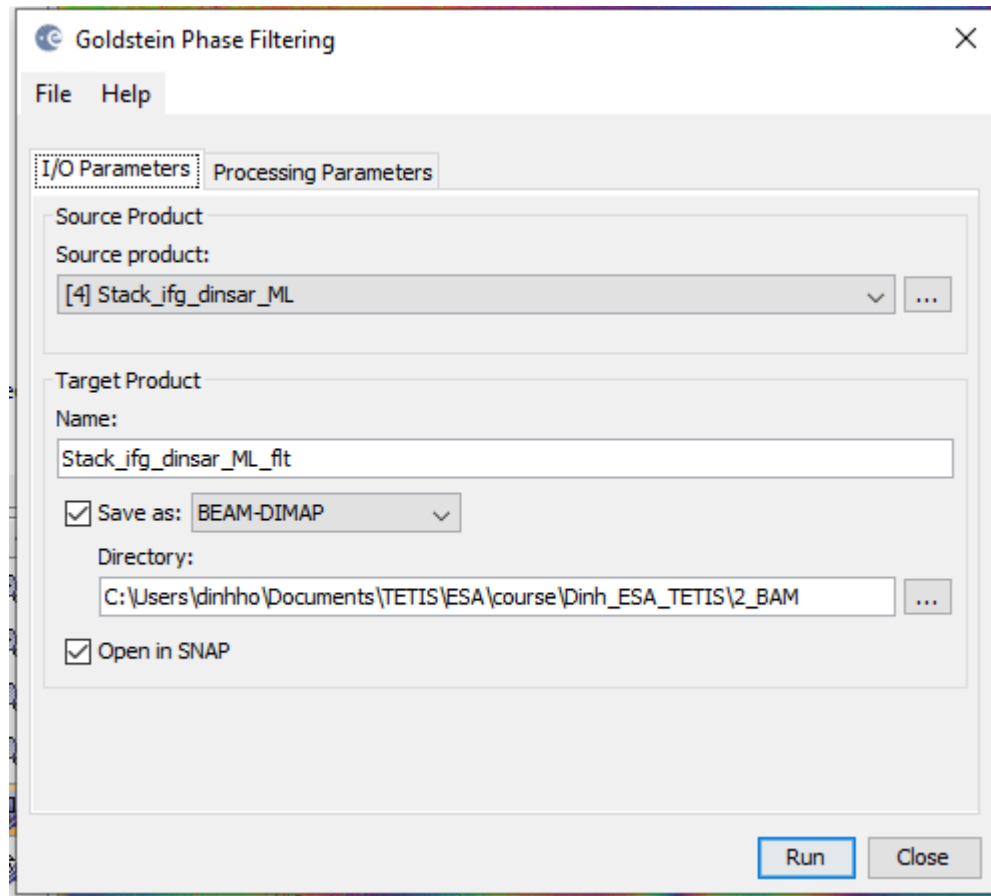 Goldstein Phase Filtering
File Help
I/O Parameters Processing Parameters
Source Product
Source product:
[4] Stack_ifg_dinsar_ML
...
Target Product
Name:
Stack_ifg_dinsar_ML_flt
Save as: BEAM-DIMAP
Directory:
C:\Users\dinhho\Documents\TETIS\ESA\course\Dinh_ESA_TETIS\2_BAM
...
Open in SNAP
Run Close